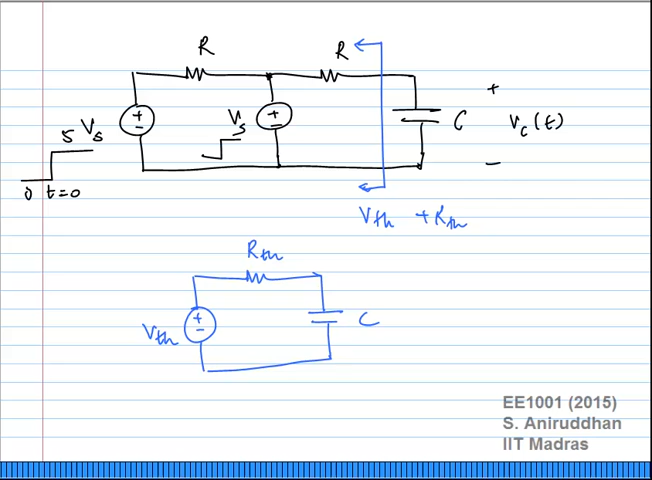 R R
+ + +
- -
5 Vs Vs C Vc(t)
0 t=0 -
Vth + Rth
Rth
+
-
Vth C
EE1001 (2015)
S. Aniruddhan
IIT Madras